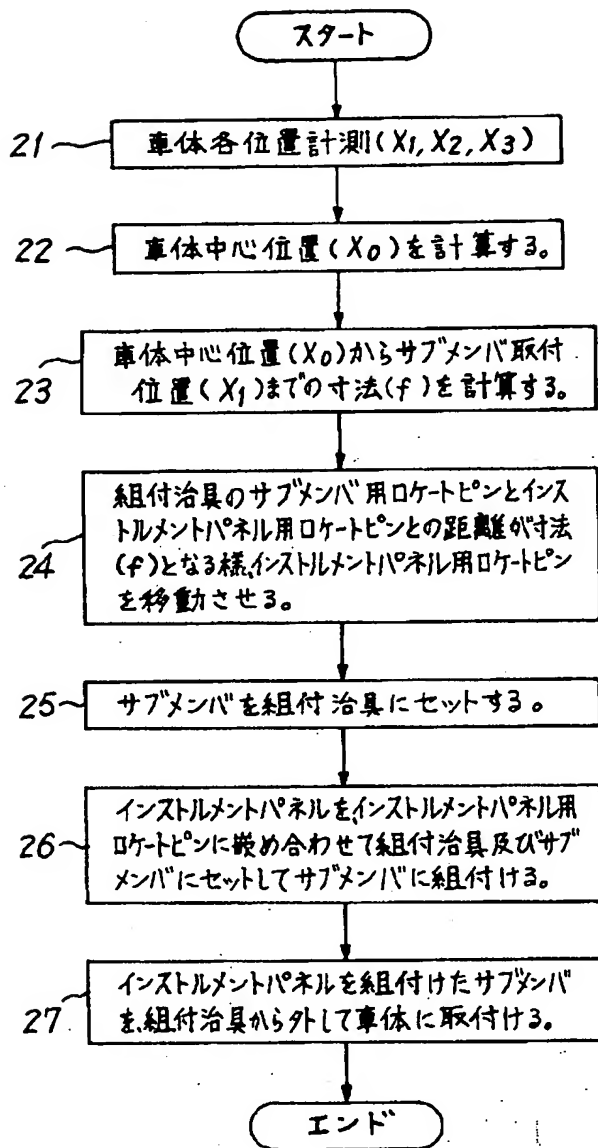 スタート
21
車体各位置計測(X1, X2, X3)
22
車体中心位置(X0)を計算する。
23
車体中心位置(X0)からサブメンバ取付
位置(X1)までの寸法(f)を計算する。
24
組付治具のサブメンバ用ロケートピンとインス
トルメントパネル用ロケートピンとの距離が寸法
(f)となる様、インストルメントパネル用ロケートピン
を移動させる。
25
サブメンバを組付治具にセットする。
26
インストルメントパネルを、インストルメントパネル用
ロケートピンに嵌め合わせて組付治具及びサブ
メンバにセットしてサブメンバに組付ける。
27
インストルメントパネルを組付けたサブメンバ
を、組付治具から外して車体に取付ける。
エンド